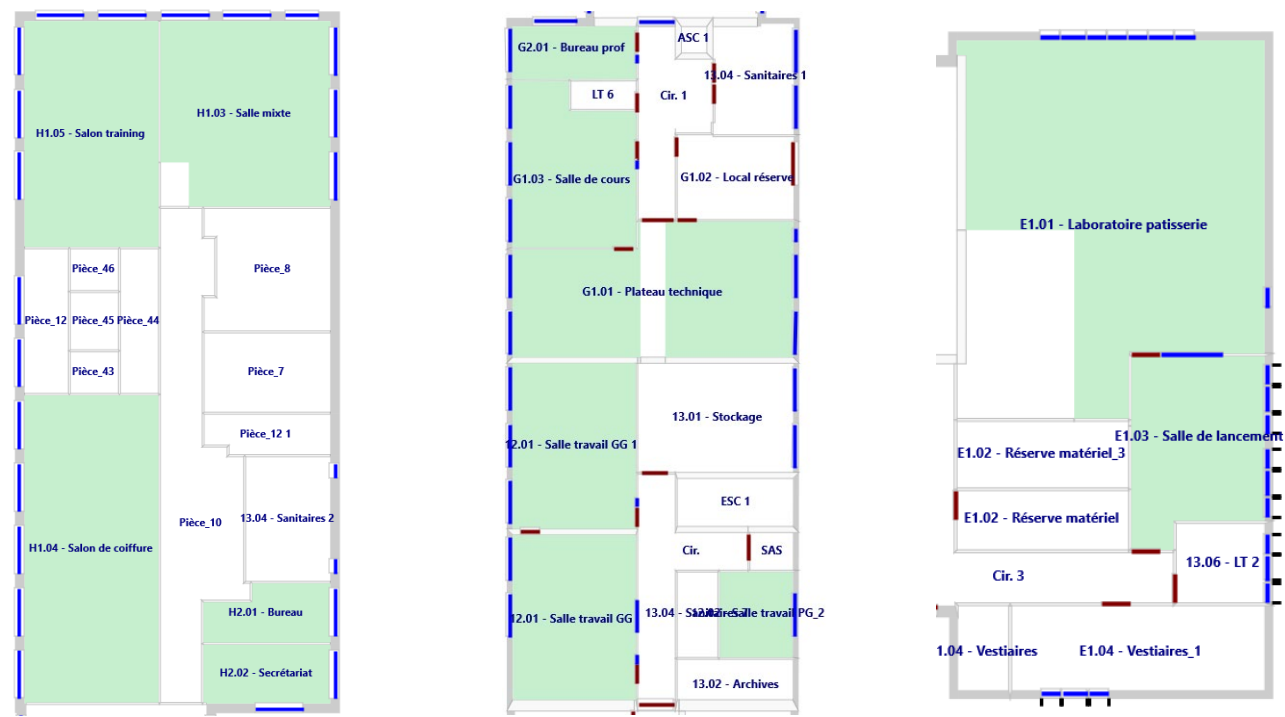 H1.05 - Salon training
H1.03 - Salle mixte
Pièce_46
Pièce_8
Pièce_12
Pièce_45
Pièce_44
Pièce_43
Pièce_7
Pièce_12 1
Pièce_10
13.04 - Sanitaires 2
H1.04 - Salon de coiffure
H2.01 - Bureau
H2.02 - Secrétariat
G2.01 - Bureau prof
ASC 1
13.04 - Sanitaires 1
LT 6
Cir. 1
G1.03 - Salle de cours
G1.02 - Local réserve
G1.01 - Plateau technique
12.01 - Salle travail GG 1
13.01 - Stockage
ESC 1
Cir.
SAS
12.01 - Salle travail GG
13.04 - Sanitaires
Salle travail PG_2
13.02 - Archives
E1.01 - Laboratoire patisserie
E1.03 - Salle de lancement
E1.02 - Réserve matériel_3
E1.02 - Réserve matériel
13.06 - LT 2
Cir. 3
1.04 - Vestiaires
E1.04 - Vestiaires_1